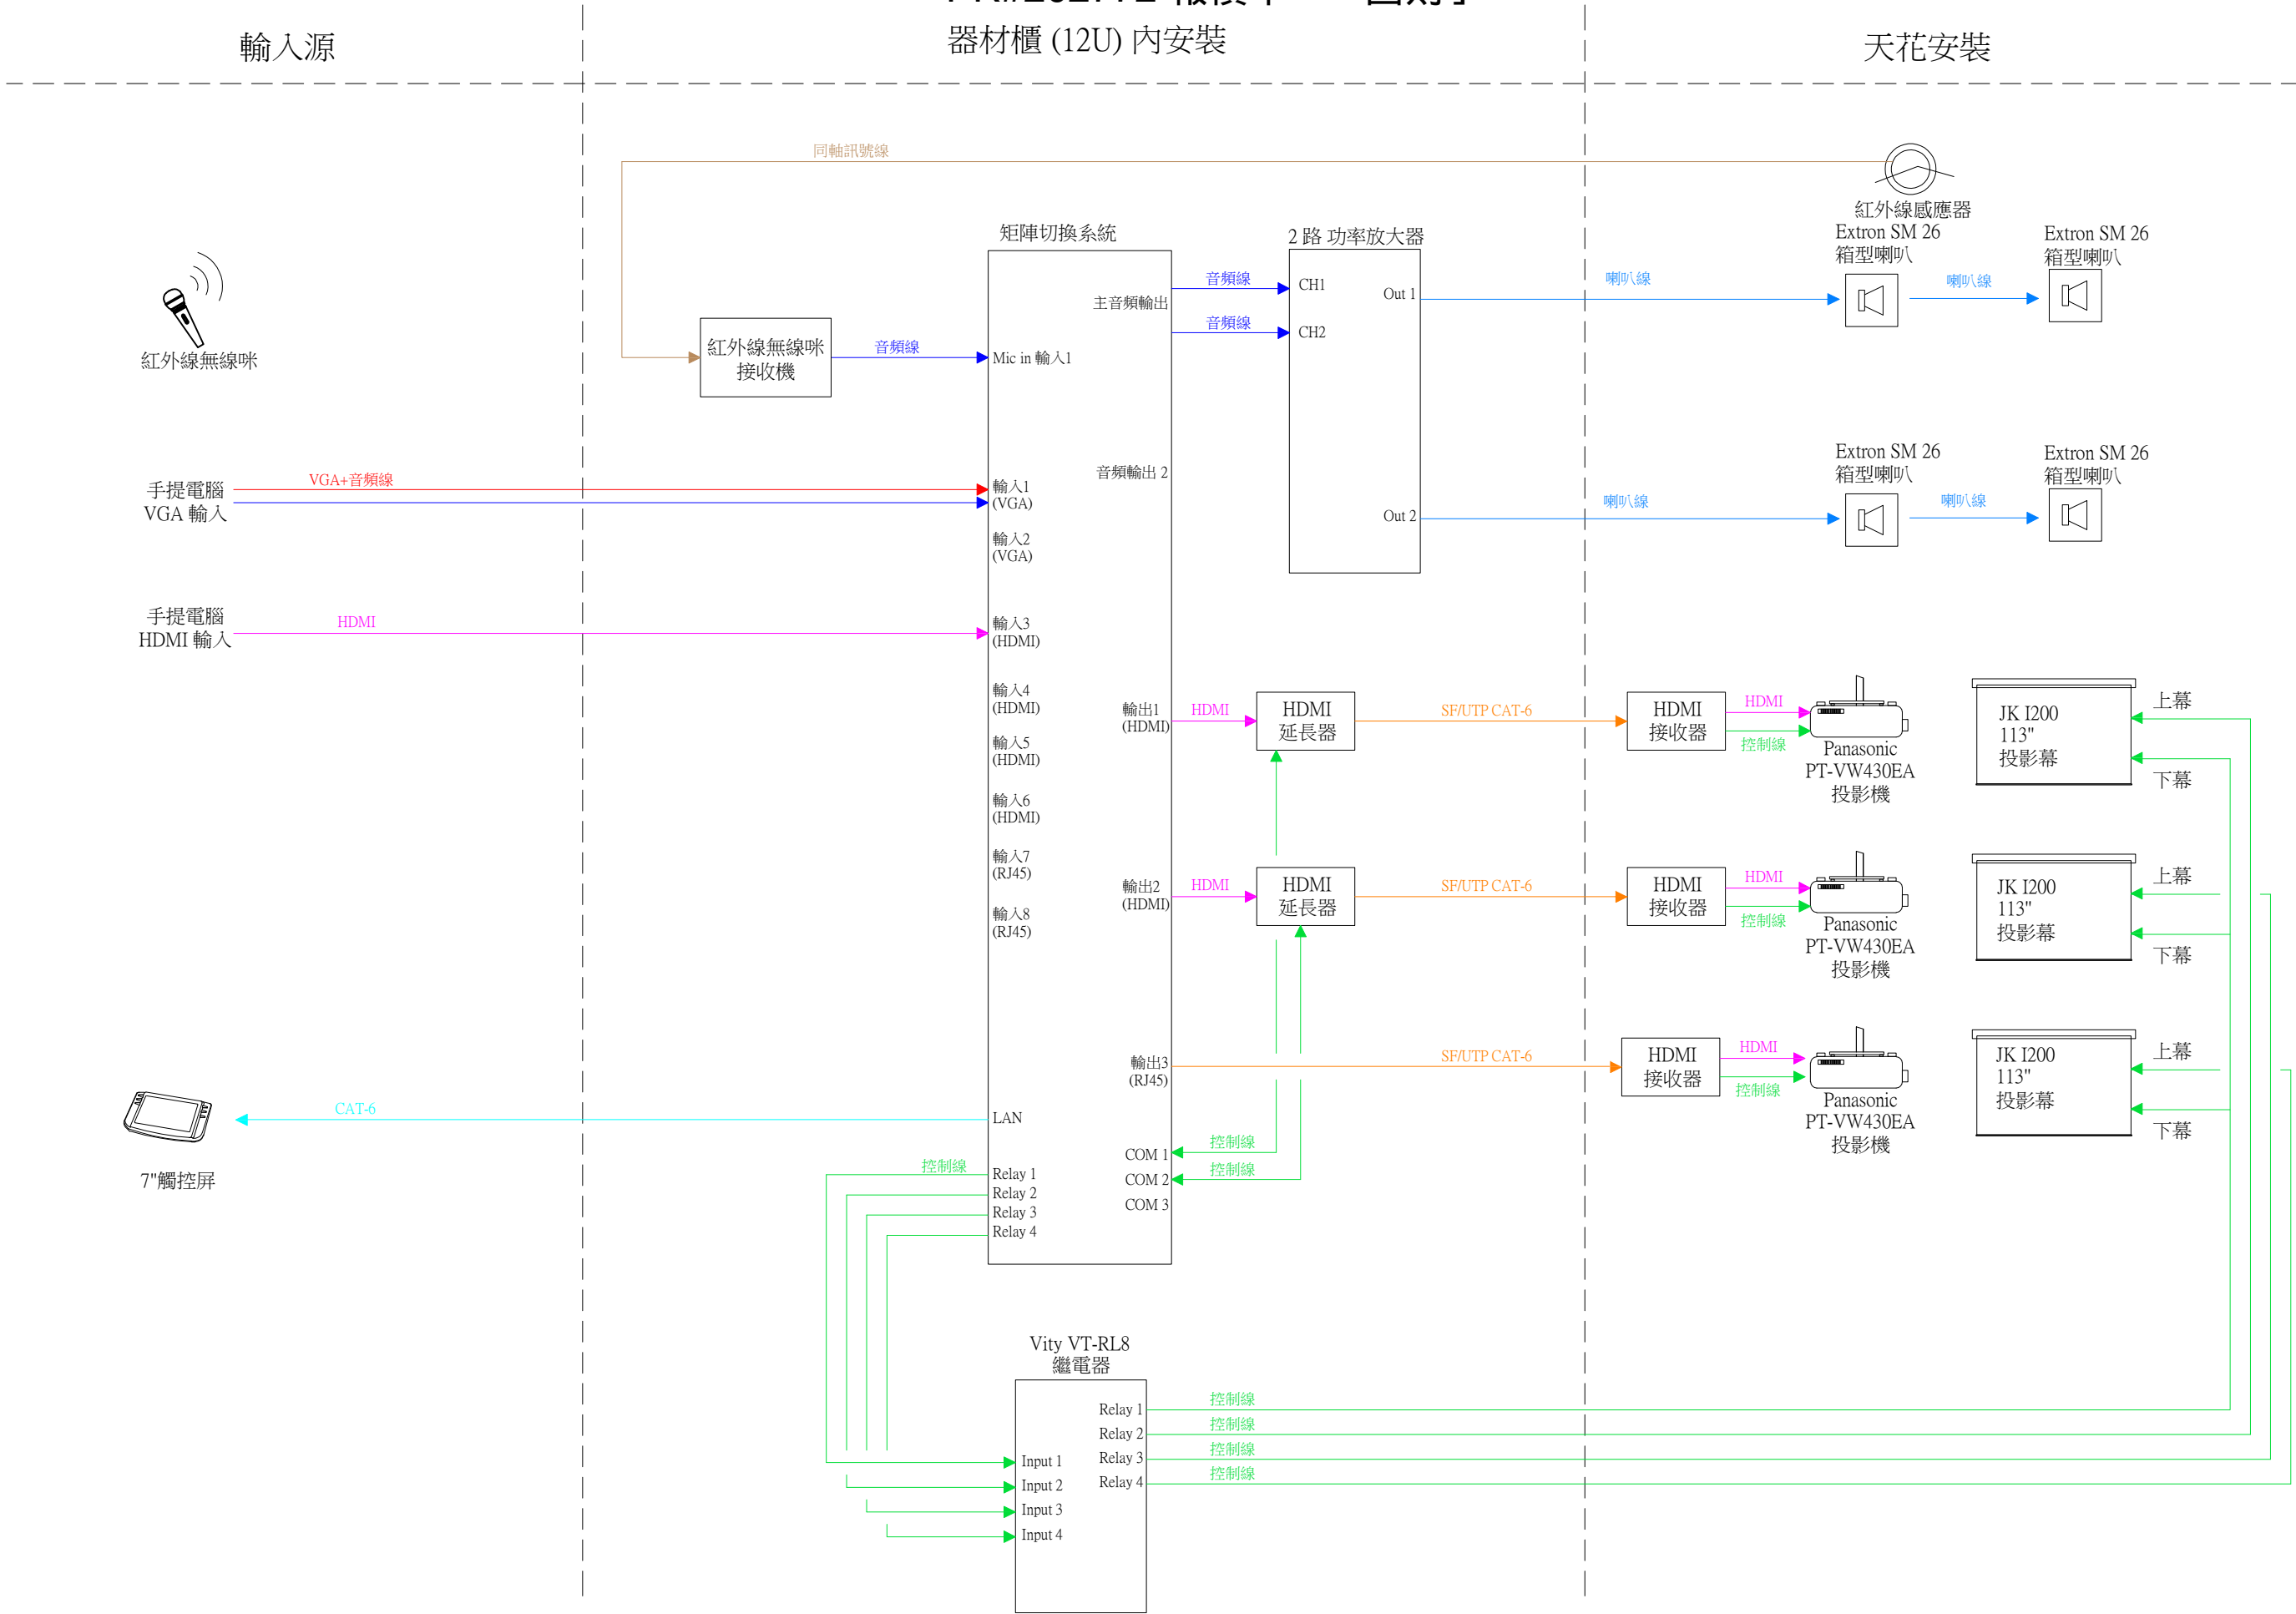 輸入源
器材櫃 (12U) 內安裝
天花安裝
同軸訊號線
紅外線感應器
紅外線無線咪
紅外線無線咪
接收機
音頻線
矩陣切換系統
Mic in 輸入1
主音頻輸出
音頻線
音頻線
2 路 功率放大器
CH1
CH2
Out 1
Out 2
喇叭線
Extron SM 26
箱型喇叭
喇叭線
Extron SM 26
箱型喇叭
喇叭線
Extron SM 26
箱型喇叭
喇叭線
Extron SM 26
箱型喇叭
手提電腦
VGA 輸入
VGA+音頻線
手提電腦
HDMI 輸入
HDMI
輸入1
(VGA)
輸入2
(VGA)
輸入3
(HDMI)
輸入4
(HDMI)
輸入5
(HDMI)
輸入6
(HDMI)
輸入7
(RJ45)
輸入8
(RJ45)
音頻輸出 2
輸出1
(HDMI)
HDMI
HDMI
延長器
SF/UTP CAT-6
HDMI
接收器
HDMI
控制線
Panasonic
PT-VW430EA
投影機
JK I200
113"
投影幕
上幕
下幕
輸出2
(HDMI)
HDMI
HDMI
延長器
SF/UTP CAT-6
HDMI
接收器
HDMI
控制線
Panasonic
PT-VW430EA
投影機
JK I200
113"
投影幕
上幕
下幕
輸出3
(RJ45)
SF/UTP CAT-6
HDMI
接收器
HDMI
控制線
Panasonic
PT-VW430EA
投影機
JK I200
113"
投影幕
上幕
下幕
7"觸控屏
CAT-6
LAN
控制線
Relay 1
Relay 2
Relay 3
Relay 4
COM 1
COM 2
COM 3
控制線
控制線
Vity VT-RL8
繼電器
Input 1
Input 2
Input 3
Input 4
Relay 1
Relay 2
Relay 3
Relay 4
控制線
控制線
控制線
控制線